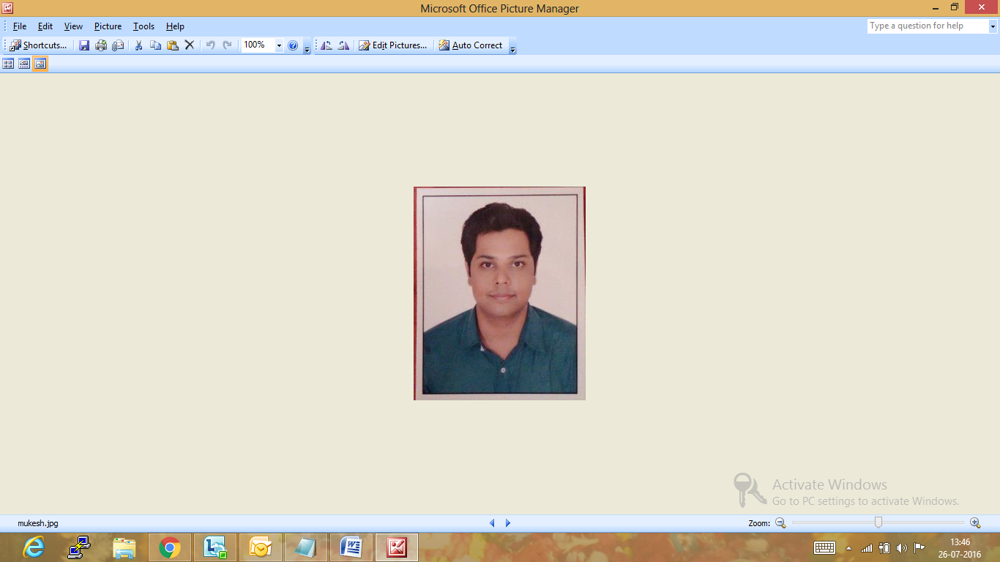 Microsoft Office Picture Manager
File Edit View Picture Tools Help
Type a question for help
Shortcuts... 100% Edit Pictures... Auto Correct
Activate Windows
Go to PC settings to activate Windows.
mukesh.jpg
Zoom:
13:46
26-07-2016